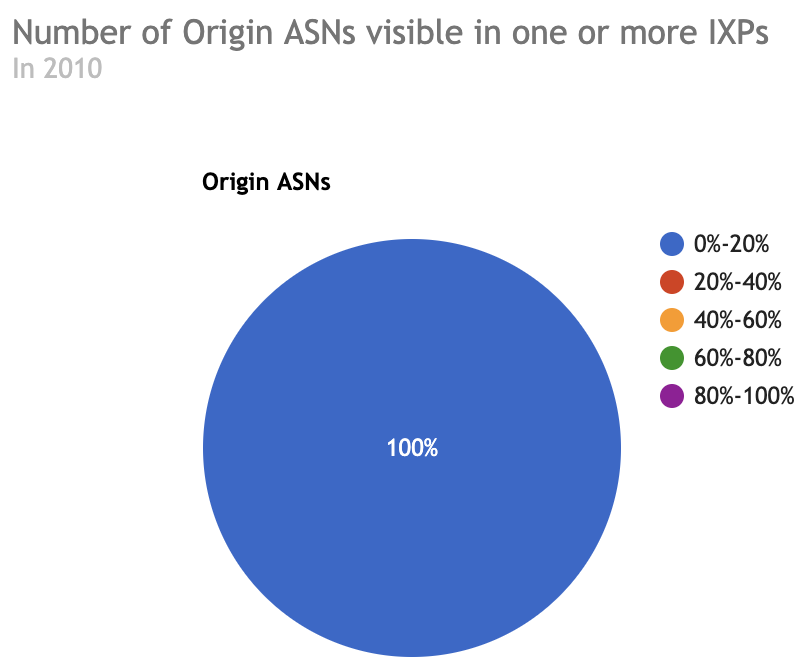 Number of Origin ASNs visible in one or more IXPs
In 2010
Origin ASNs
0%-20%
20%-40%
40%-60%
60%-80%
80%-100%
100%